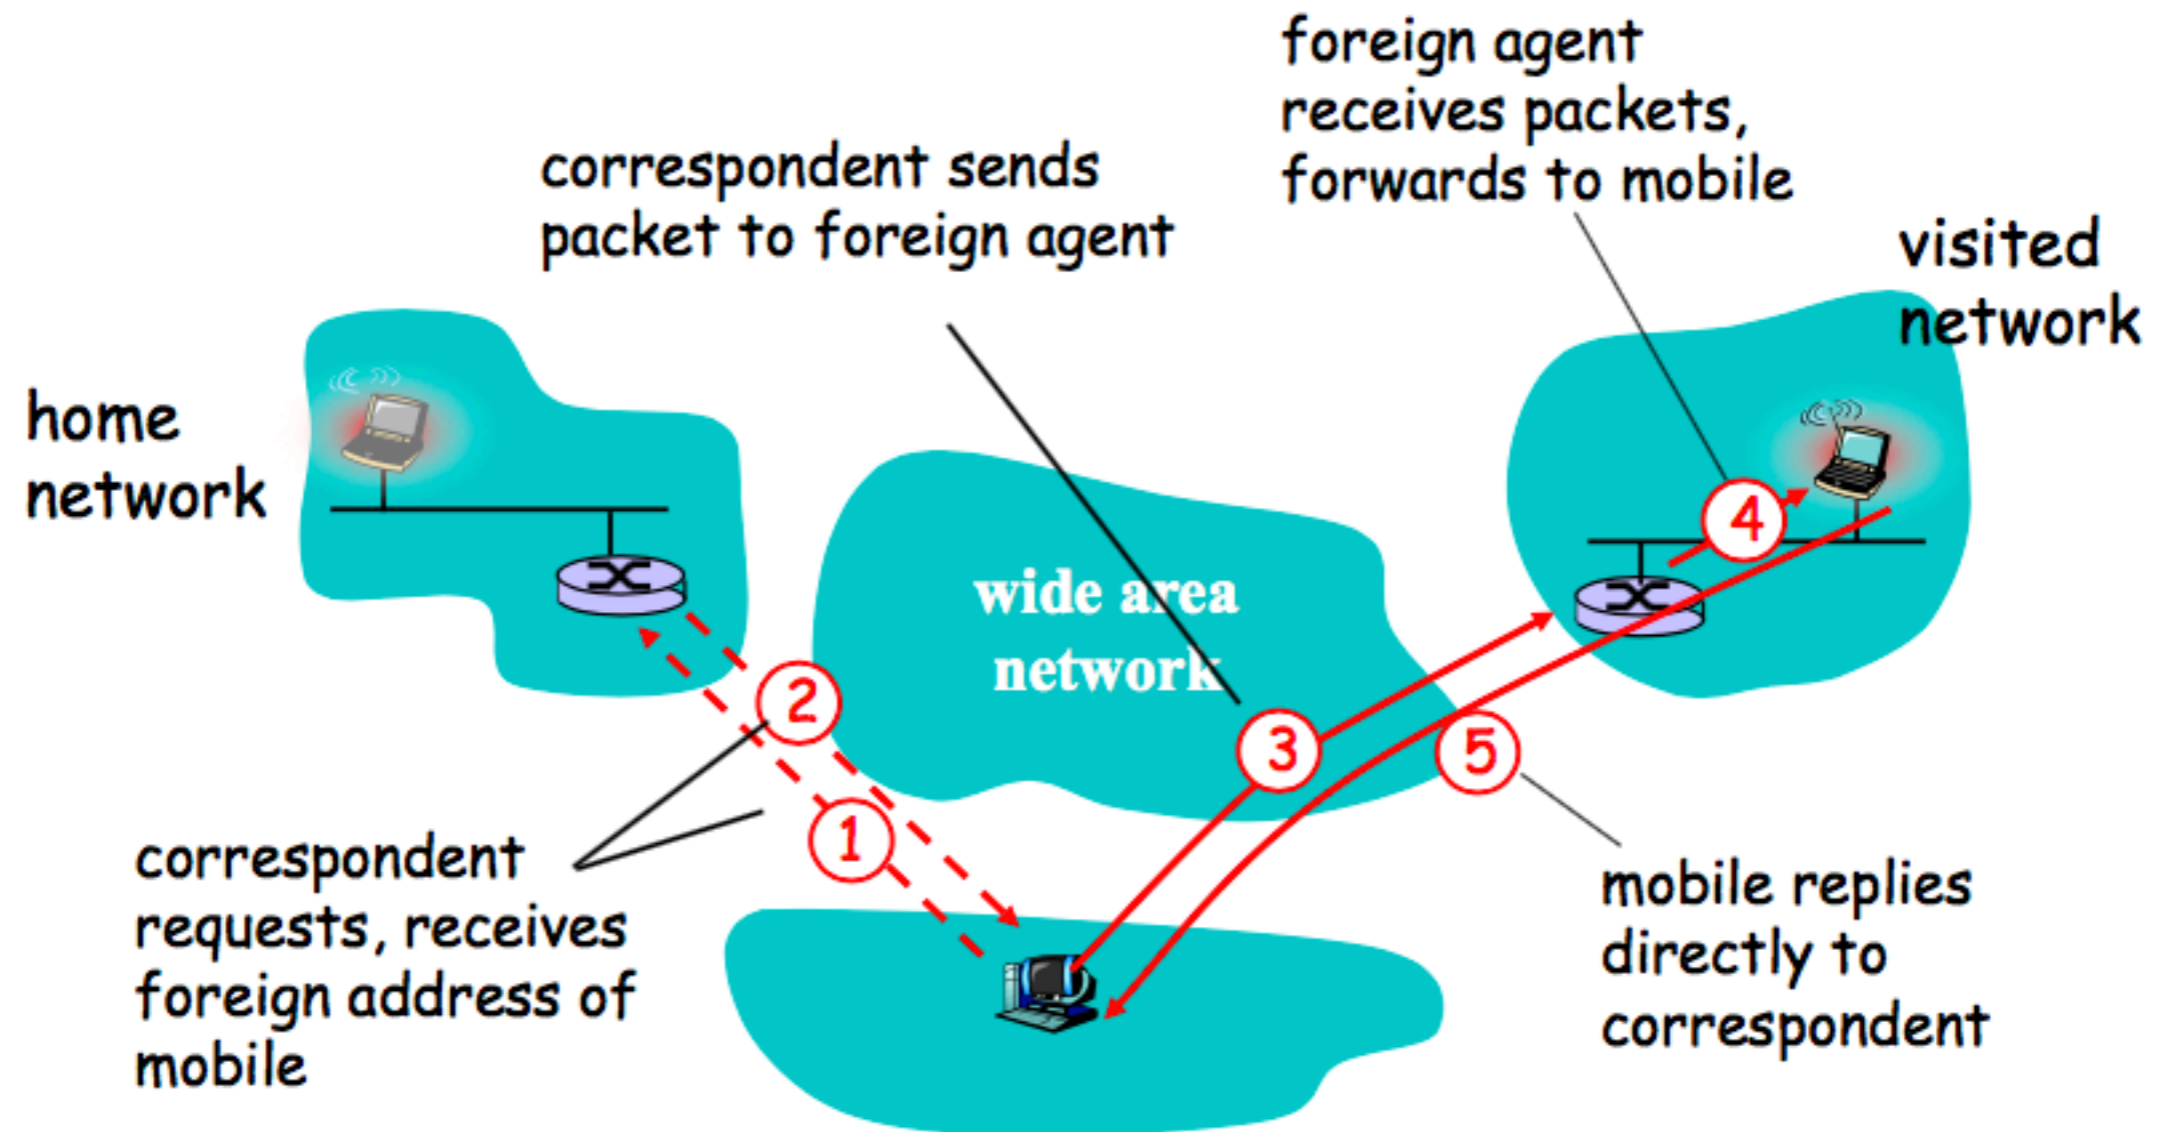 foreign agent
receives packets,
forwards to mobile
correspondent sends
packet to foreign agent
visited
network
home
network
wide area
network
4
2
3
5
1
correspondent
requests, receives
foreign address of
mobile
mobile replies
directly to
correspondent